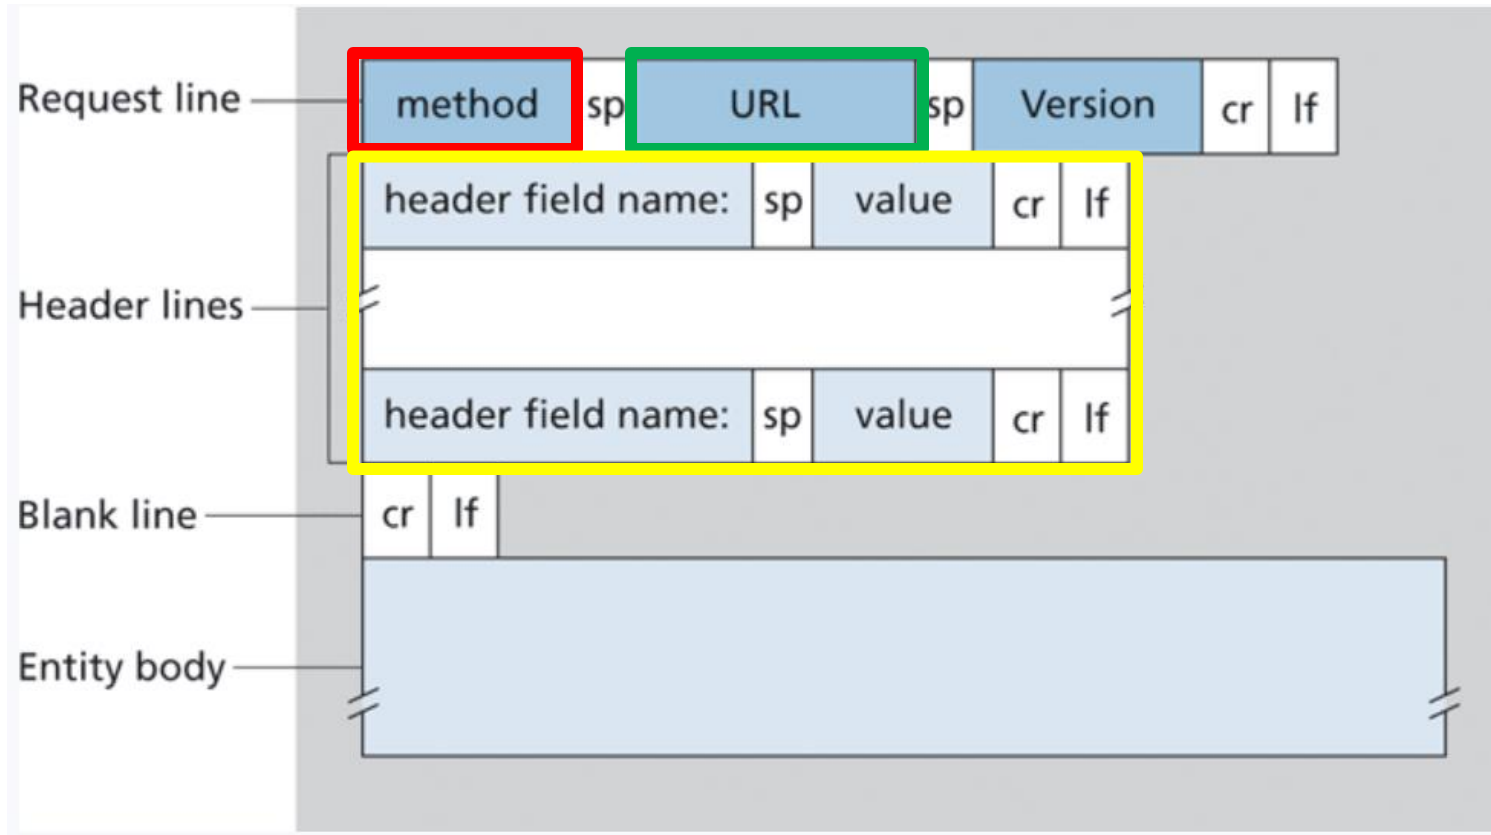 Request line method sp URL sp Version cr lf
header field name: sp value cr lf
Header lines
header field name: sp value cr lf
Blank line cr lf
Entity body